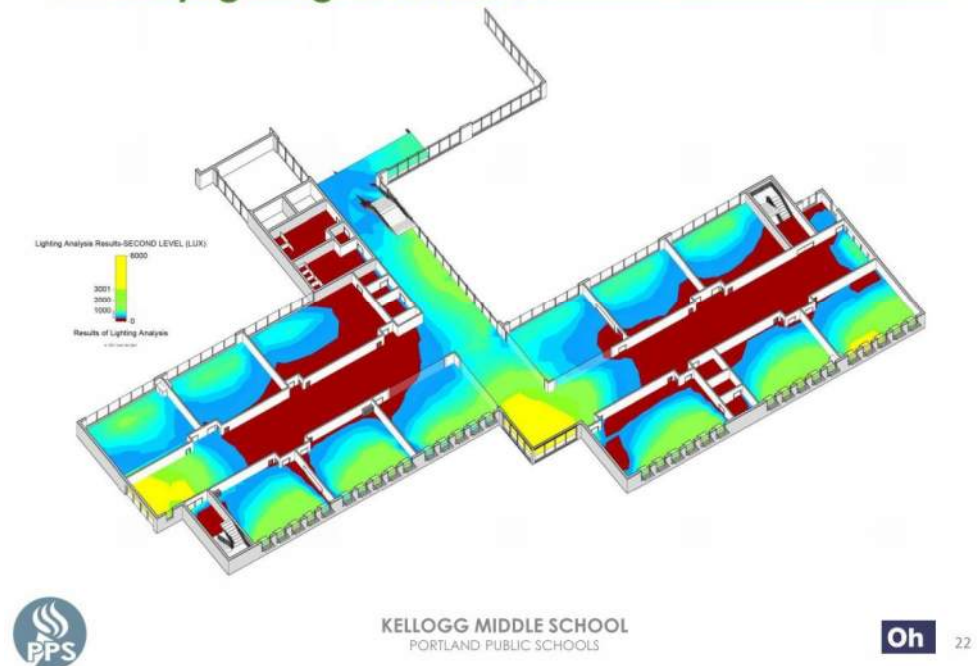 Lighting Analysis Results-SECOND LEVEL (LUX)
6000
3001
2000
1000
0
Results of Lighting Analysis
PPS
KELLOGG MIDDLE SCHOOL
PORTLAND PUBLIC SCHOOLS
Oh
22